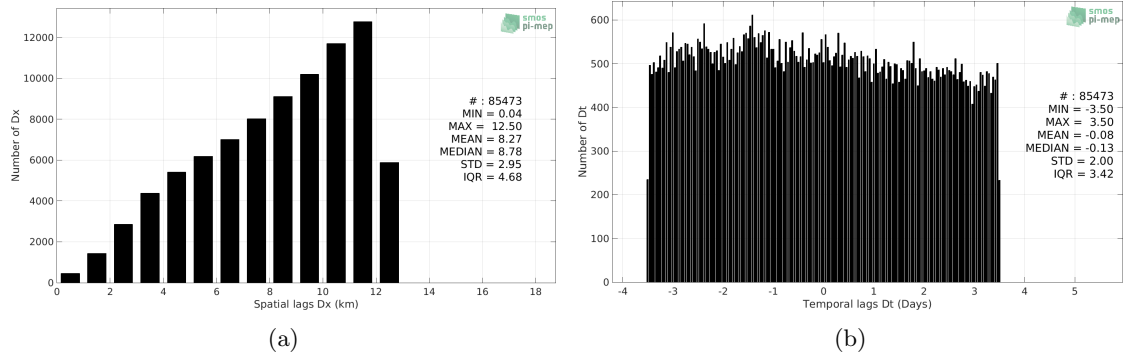 smos
pi-mep
Number of Dx
12000
10000
8000
6000
4000
2000
0
# : 85473
MIN = 0.04
MAX = 12.50
MEAN = 8.27
MEDIAN = 8.78
STD = 2.95
IQR = 4.68
0 2 4 6 8 10 12 14 16 18
Spatial lags Dx (km)
(a)
smos
pi-mep
Number of Dt
600
500
400
300
200
100
0
# : 85473
MIN = -3.50
MAX = 3.50
MEAN = -0.08
MEDIAN = -0.13
STD = 2.00
IQR = 3.42
-4 -3 -2 -1 0 1 2 3 4 5
Temporal lags Dt (Days)
(b)